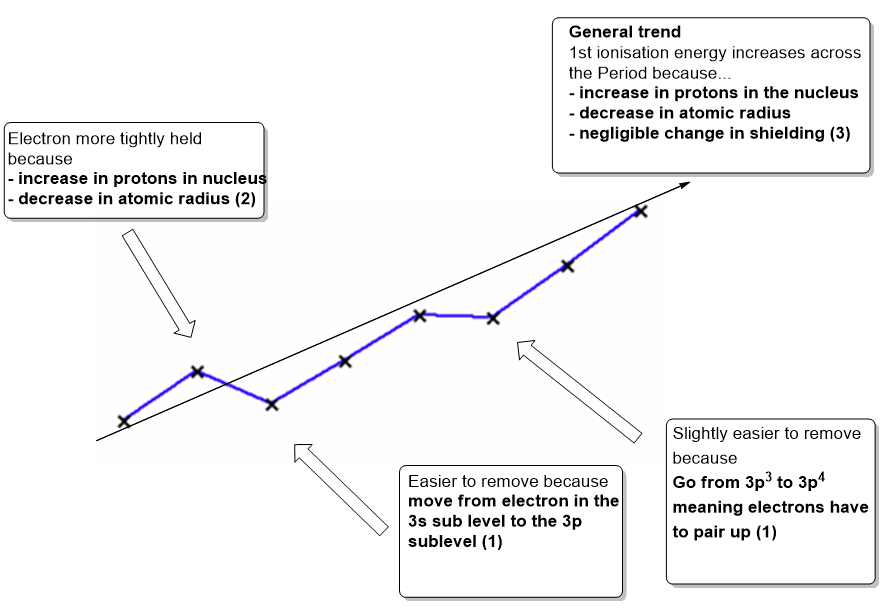 General trend
1st ionisation energy increases across
the Period because...
- increase in protons in the nucleus
- decrease in atomic radius
- negligible change in shielding (3)
Electron more tightly held
because
- increase in protons in nucleus
- decrease in atomic radius (2)
Easier to remove because
move from electron in the
3s sub level to the 3p
sublevel (1)
Slightly easier to remove
because
Go from 3p³ to 3p⁴
meaning electrons have
to pair up (1)